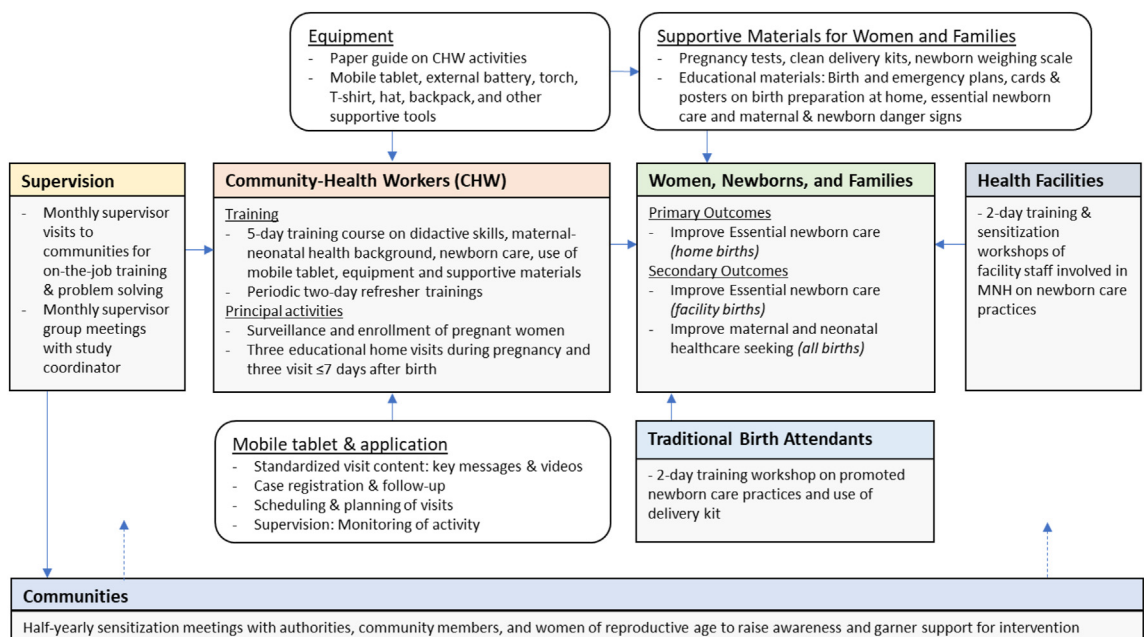 Equipment
- Paper guide on CHW activities
- Mobile tablet, external battery, torch,
T-shirt, hat, backpack, and other
supportive tools
Supportive Materials for Women and Families
- Pregnancy tests, clean delivery kits, newborn weighing scale
- Educational materials: Birth and emergency plans, cards &
posters on birth preparation at home, essential newborn
care and maternal & newborn danger signs
Supervision
- Monthly supervisor
visits to
communities for
on-the-job training
& problem solving
- Monthly supervisor
group meetings
with study
coordinator
Community-Health Workers (CHW)
Training
- 5-day training course on didactive skills, maternal-
neonatal health background, newborn care, use of
mobile tablet, equipment and supportive materials
- Periodic two-day refresher trainings
Principal activities
- Surveillance and enrollment of pregnant women
- Three educational home visits during pregnancy and
three visit ≤7 days after birth
Women, Newborns, and Families
Primary Outcomes
- Improve Essential newborn care
(home births)
Secondary Outcomes
- Improve Essential newborn care
(facility births)
- Improve maternal and neonatal
healthcare seeking (all births)
Health Facilities
- 2-day training &
sensitization
workshops of
facility staff involved in
MNH on newborn care
practices
Mobile tablet & application
- Standardized visit content: key messages & videos
- Case registration & follow-up
- Scheduling & planning of visits
- Supervision: Monitoring of activity
Traditional Birth Attendants
- 2-day training workshop on promoted
newborn care practices and use of
delivery kit
Communities
Half-yearly sensitization meetings with authorities, community members, and women of reproductive age to raise awareness and garner support for intervention